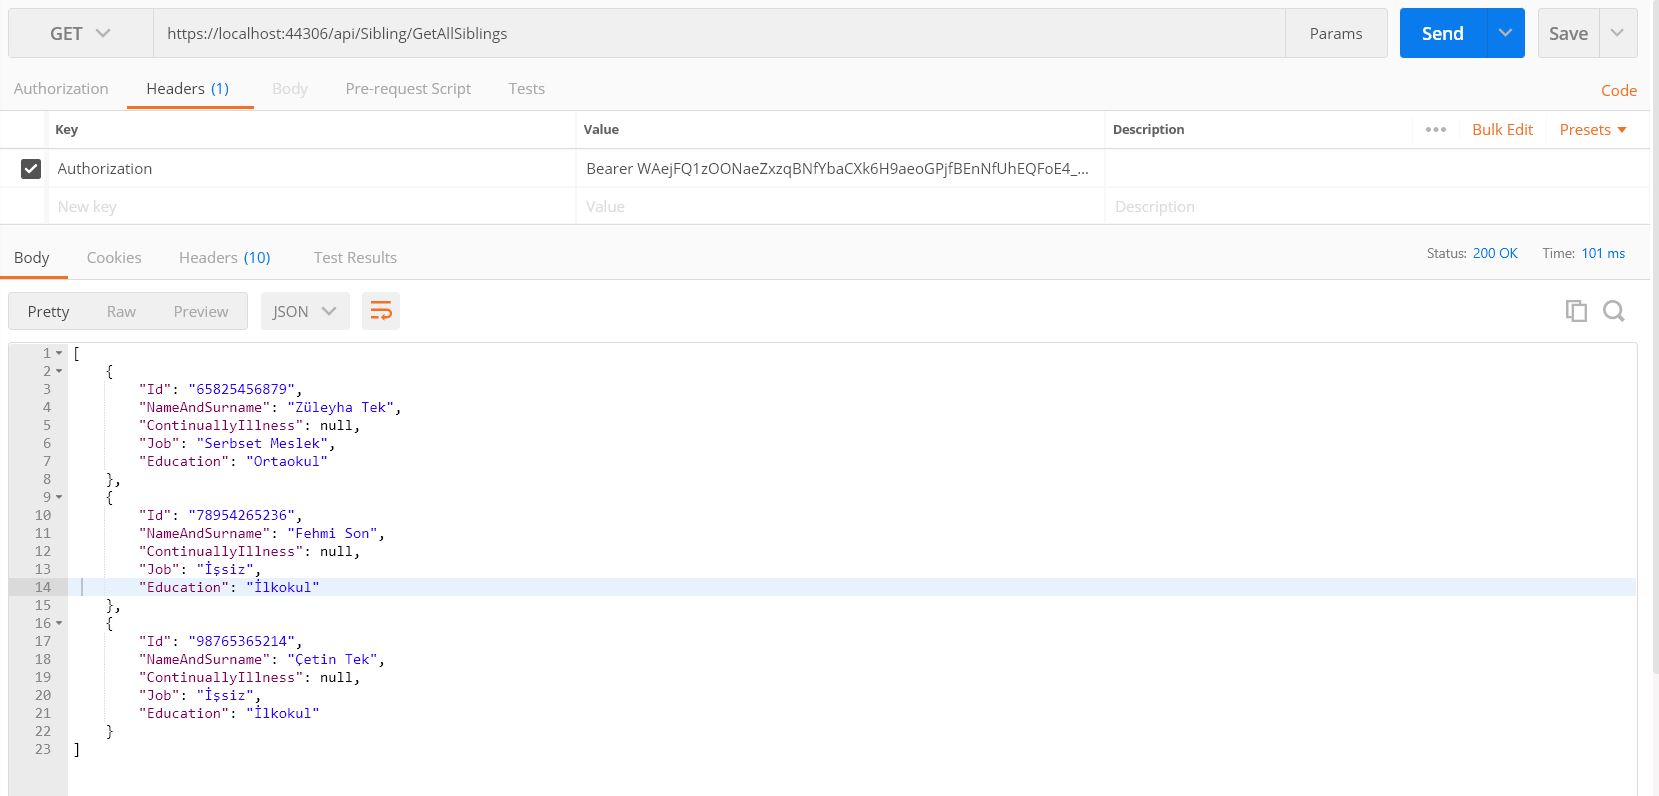 GET https://localhost:44306/api/Sibling/GetAllSiblings Params Send Save
Authorization Headers (1) Body Pre-request Script Tests Code
Key Value Description ••• Bulk Edit Presets
Authorization Bearer WAejFQ1zOONaeZxzqBNfYbaCXk6H9aeoGPjfBEnNfUhEQFoE4_...
New key Value Description
Body Cookies Headers (10) Test Results Status: 200 OK Time: 101 ms
Pretty Raw Preview JSON
1 [
2 {
3 "Id": "65825456879",
4 "NameAndSurname": "Züleyha Tek",
5 "ContinuallyIllness": null,
6 "Job": "Serbset Meslek",
7 "Education": "Ortaokul"
8 },
9 {
10 "Id": "78954265236",
11 "NameAndSurname": "Fehmi Son",
12 "ContinuallyIllness": null,
13 "Job": "İşsiz",
14 "Education": "İlkokul"
15 },
16 {
17 "Id": "98765365214",
18 "NameAndSurname": "Çetin Tek",
19 "ContinuallyIllness": null,
20 "Job": "İşsiz",
21 "Education": "İlkokul"
22 }
23 ]